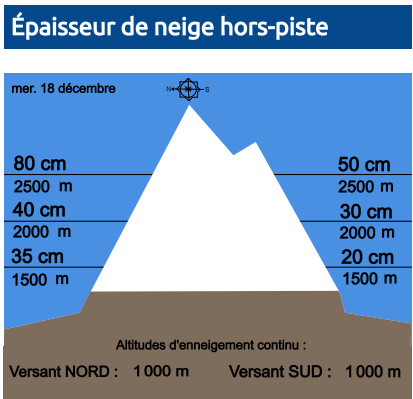 Épaisseur de neige hors-piste
mer. 18 décembre
N S
80 cm 50 cm
2500 m 2500 m
40 cm 30 cm
2000 m 2000 m
35 cm 20 cm
1500 m 1500 m
Altitudes d'enneigement continu :
Versant NORD : 1000 m Versant SUD : 1000 m